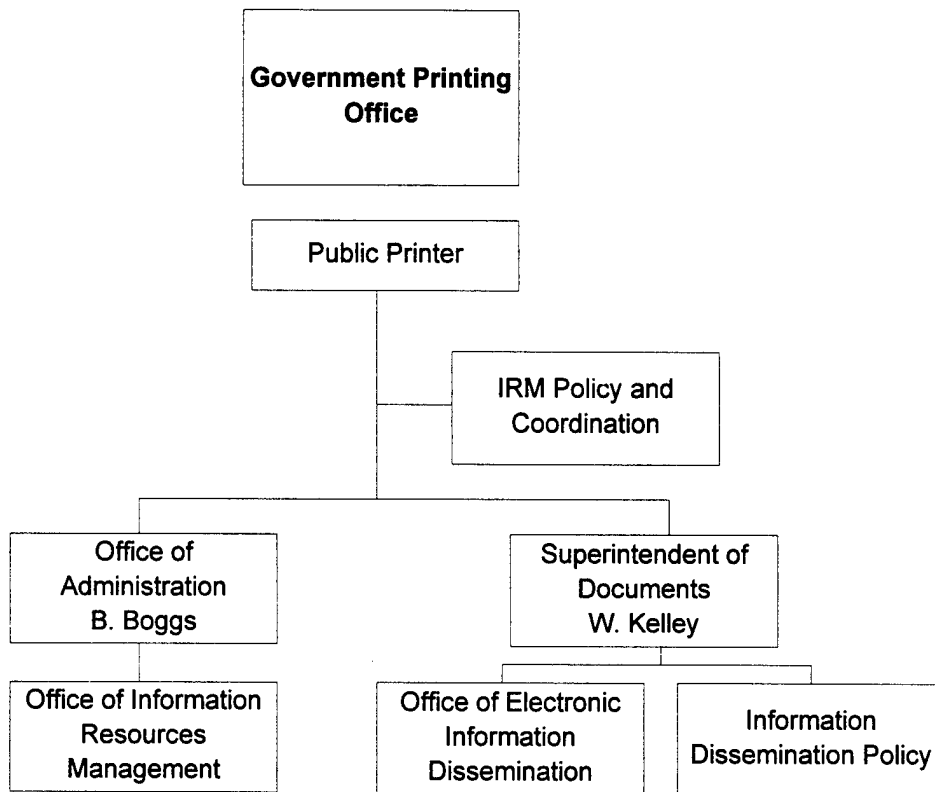 Government Printing
Office
Public Printer
IRM Policy and
Coordination
Office of
Administration
B. Boggs
Superintendent of
Documents
W. Kelley
Office of Information
Resources
Management
Office of Electronic
Information
Dissemination
Information
Dissemination Policy